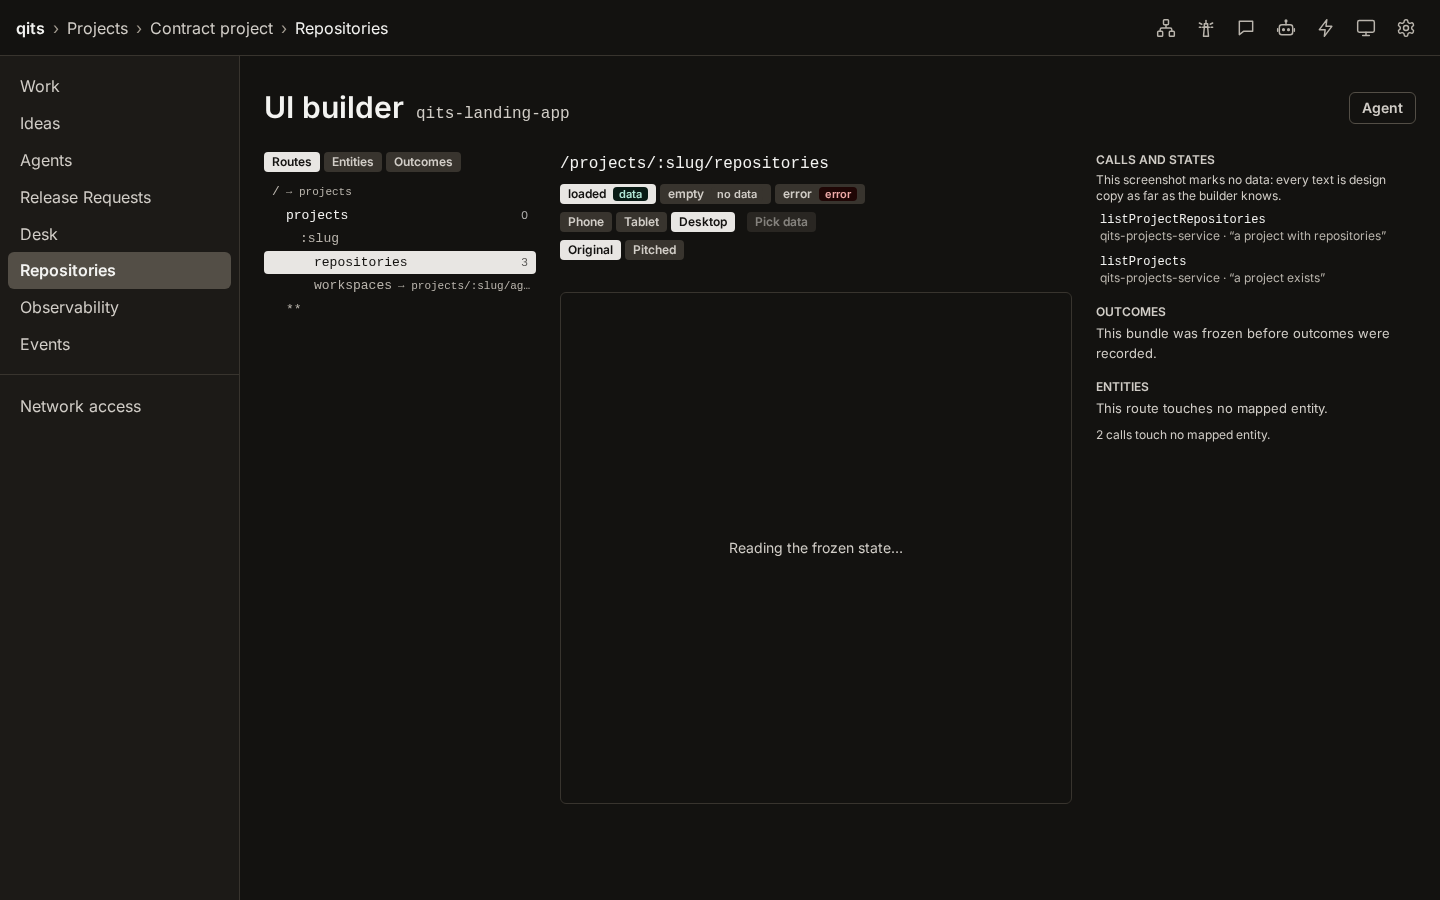 qits › Projects › Contract project › Repositories
Work
Ideas
Agents
Release Requests
Desk
Repositories
Observability
Events
Network access
UI builder qits-landing-app
Agent
Routes Entities Outcomes
/ → projects
projects 0
:slug
repositories 3
workspaces → projects/:slug/ag…
**
/projects/:slug/repositories
loaded data empty no data error error
Phone Tablet Desktop Pick data
Original Pitched
Reading the frozen state…
CALLS AND STATES
This screenshot marks no data: every text is design
copy as far as the builder knows.
listProjectRepositories
qits-projects-service · “a project with repositories”
listProjects
qits-projects-service · “a project exists”
OUTCOMES
This bundle was frozen before outcomes were
recorded.
ENTITIES
This route touches no mapped entity.
2 calls touch no mapped entity.